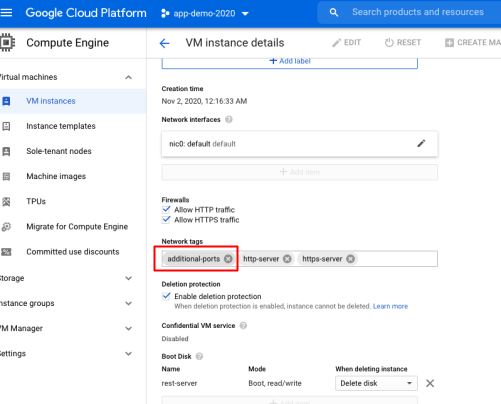 Google Cloud Platform
app-demo-2020
Search products and resources
Compute Engine
VM instance details
EDIT
RESET
CREATE MA
Virtual machines
VM instances
Instance templates
Sole-tenant nodes
Machine images
TPUs
Migrate for Compute Engine
Committed use discounts
Storage
Instance groups
VM Manager
Settings
+ Add label
Creation time
Nov 2, 2020, 12:16:33 AM
Network interfaces
nic0: default default
+ Add item
Firewalls
Allow HTTP traffic
Allow HTTPS traffic
Network tags
additional-ports http-server https-server
Deletion protection
Enable deletion protection
When deletion protection is enabled, instance cannot be deleted. Learn more
Confidential VM service
Disabled
Boot Disk
Name Mode When deleting instance
rest-server Boot, read/write Delete disk